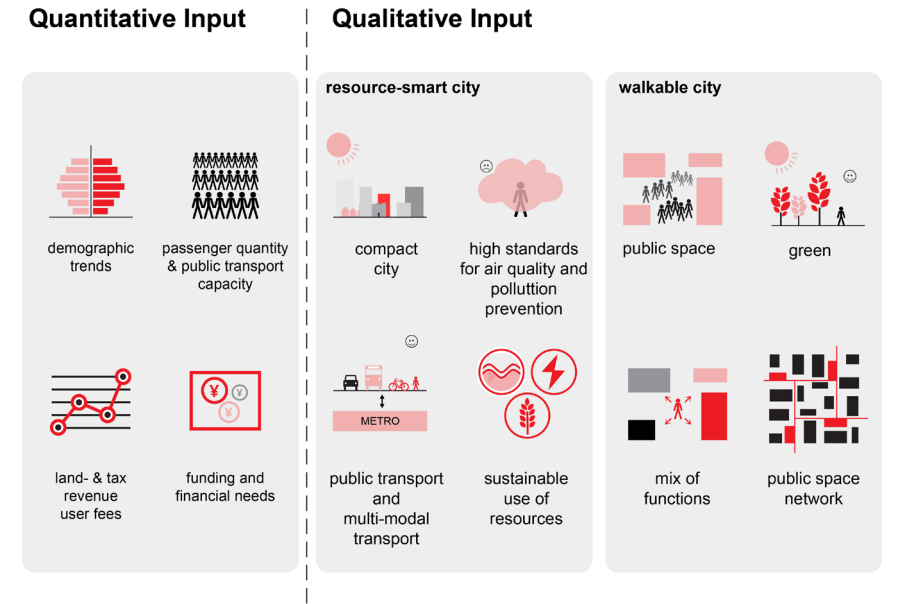 Quantitative Input
Qualitative Input
demographic
trends
passenger quantity
& public transport
capacity
¥
¥
¥
land- & tax
revenue
user fees
funding and
financial needs
resource-smart city
compact
city
high standards
for air quality and
polluttion
prevention
METRO
public transport
and
multi-modal
transport
sustainable
use of
resources
walkable city
public space
green
mix of
functions
public space
network